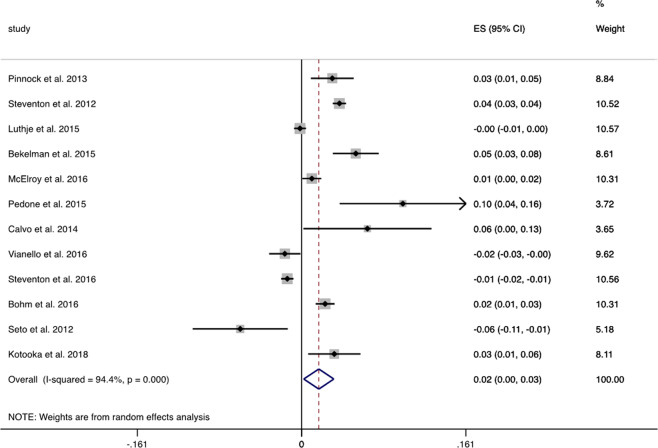 %
study ES (95% CI) Weight
Pinnock et al. 2013 0.03 (0.01, 0.05) 8.84
Steventon et al. 2012 0.04 (0.03, 0.04) 10.52
Luthje et al. 2015 -0.00 (-0.01, 0.00) 10.57
Bekelman et al. 2015 0.05 (0.03, 0.08) 8.61
McElroy et al. 2016 0.01 (0.00, 0.02) 10.31
Pedone et al. 2015 0.10 (0.04, 0.16) 3.72
Calvo et al. 2014 0.06 (0.00, 0.13) 3.65
Vianello et al. 2016 -0.02 (-0.03, -0.00) 9.62
Steventon et al. 2016 -0.01 (-0.02, -0.01) 10.56
Bohm et al. 2016 0.02 (0.01, 0.03) 10.31
Seto et al. 2012 -0.06 (-0.11, -0.01) 5.18
Kotooka et al. 2018 0.03 (0.01, 0.06) 8.11
Overall (I-squared = 94.4%, p = 0.000) 0.02 (0.00, 0.03) 100.00
NOTE: Weights are from random effects analysis
-.161 0 .161